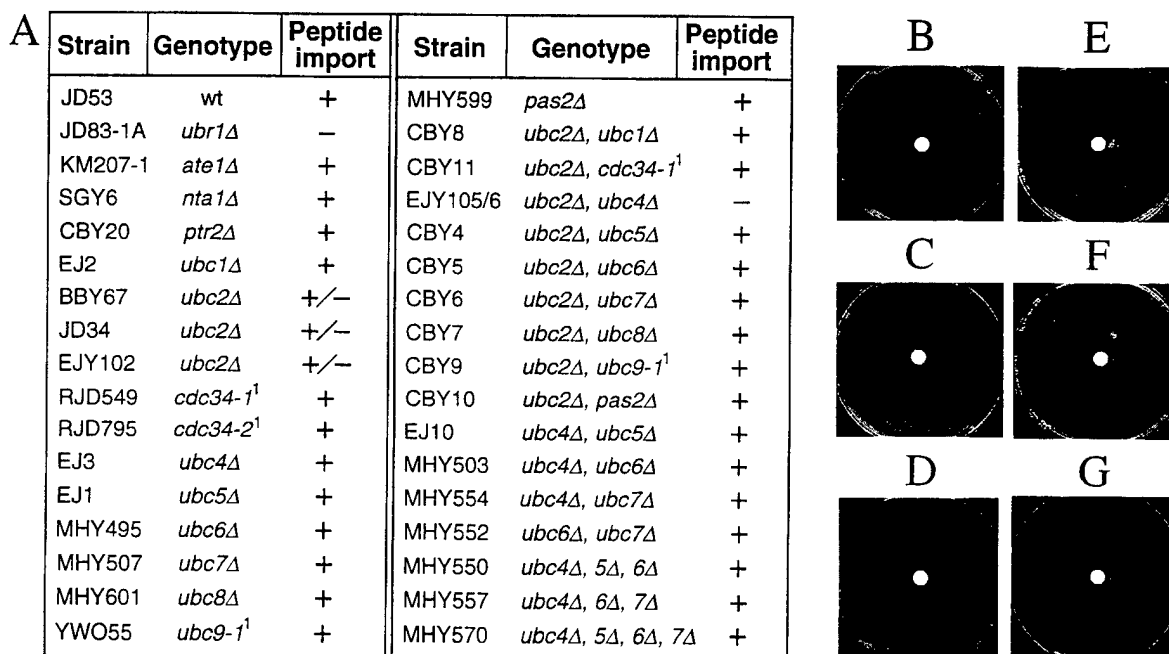 A
Strain Genotype Peptide import
JD53 wt +
JD83-1A ubr1Δ –
KM207-1 ate1Δ +
SGY6 nta1Δ +
CBY20 ptr2Δ +
EJ2 ubc1Δ +
BBY67 ubc2Δ +/–
JD34 ubc2Δ +/–
EJY102 ubc2Δ +/–
RJD549 cdc34-1¹ +
RJD795 cdc34-2¹ +
EJ3 ubc4Δ +
EJ1 ubc5Δ +
MHY495 ubc6Δ +
MHY507 ubc7Δ +
MHY601 ubc8Δ +
YWO55 ubc9-1¹ +
Strain Genotype Peptide import
MHY599 pas2Δ +
CBY8 ubc2Δ, ubc1Δ +
CBY11 ubc2Δ, cdc34-1¹ +
EJY105/6 ubc2Δ, ubc4Δ –
CBY4 ubc2Δ, ubc5Δ +
CBY5 ubc2Δ, ubc6Δ +
CBY6 ubc2Δ, ubc7Δ +
CBY7 ubc2Δ, ubc8Δ +
CBY9 ubc2Δ, ubc9-1¹ +
CBY10 ubc2Δ, pas2Δ +
EJ10 ubc4Δ, ubc5Δ +
MHY503 ubc4Δ, ubc6Δ +
MHY554 ubc4Δ, ubc7Δ +
MHY552 ubc6Δ, ubc7Δ +
MHY550 ubc4Δ, 5Δ, 6Δ +
MHY557 ubc4Δ, 6Δ, 7Δ +
MHY570 ubc4Δ, 5Δ, 6Δ, 7Δ +
B E
C F
D G